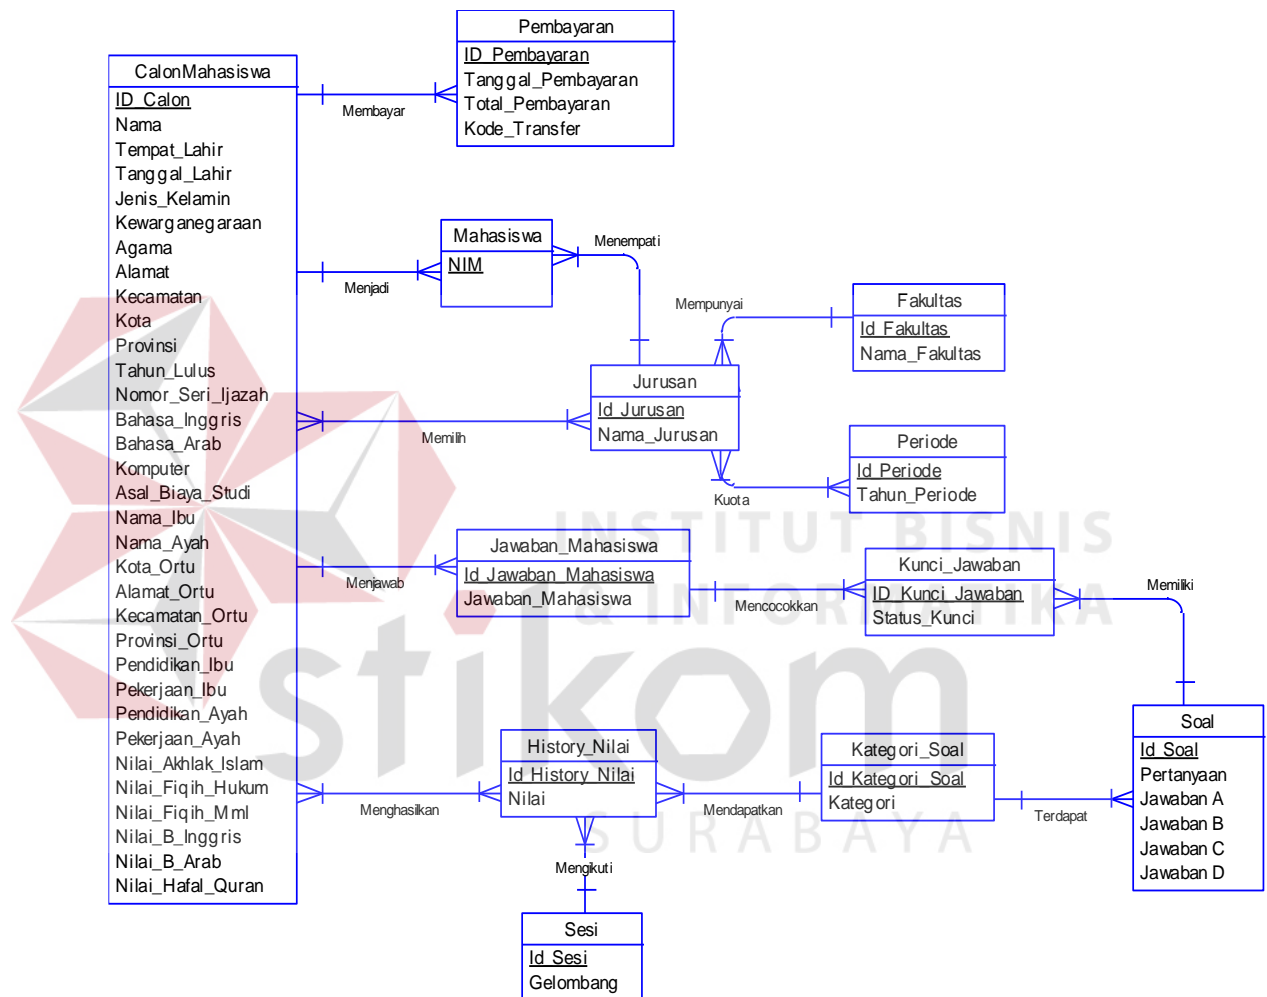 Pembayaran
ID_Pembayaran
Tanggal_Pembayaran
Total_Pembayaran
Kode_Transfer
CalonMahasiswa
ID_Calon
Nama
Tempat_Lahir
Tanggal_Lahir
Jenis_Kelamin
Kewarganegaraan
Agama
Alamat
Kecamatan
Kota
Provinsi
Tahun_Lulus
Nomor_Seri_Ijazah
Bahasa_Inggris
Bahasa_Arab
Komputer
Asal_Biaya_Studi
Nama_Ibu
Nama_Ayah
Kota_Ortu
Alamat_Ortu
Kecamatan_Ortu
Provinsi_Ortu
Pendidikan_Ibu
Pekerjaan_Ibu
Pendidikan_Ayah
Pekerjaan_Ayah
Nilai_Akhlak_Islam
Nilai_Fiqih_Hukum
Nilai_Fiqih_Mml
Nilai_B_Inggris
Nilai_B_Arab
Nilai_Hafal_Quran
Membayar
Mahasiswa
NIM
Menempati
Menjadi
Mempunyai
Fakultas
Id_Fakultas
Nama_Fakultas
Jurusan
Id_Jurusan
Nama_Jurusan
Memilih
Periode
Id_Periode
Tahun_Periode
Kuota
INSTITUT BISNIS
& INFORMATIKA
stikom
SURABAYA
Jawaban_Mahasiswa
Id_Jawaban_Mahasiswa
Jawaban_Mahasiswa
Menjawab
Mencocokkan
Kunci_Jawaban
ID_Kunci_Jawaban
Status_Kunci
Memiliki
Soal
Id_Soal
Pertanyaan
Jawaban A
Jawaban B
Jawaban C
Jawaban D
History_Nilai
Id_History_Nilai
Nilai
Menghasilkan
Mendapatkan
Kategori_Soal
Id_Kategori_Soal
Kategori
Terdapat
Mengikuti
Sesi
Id_Sesi
Gelombang